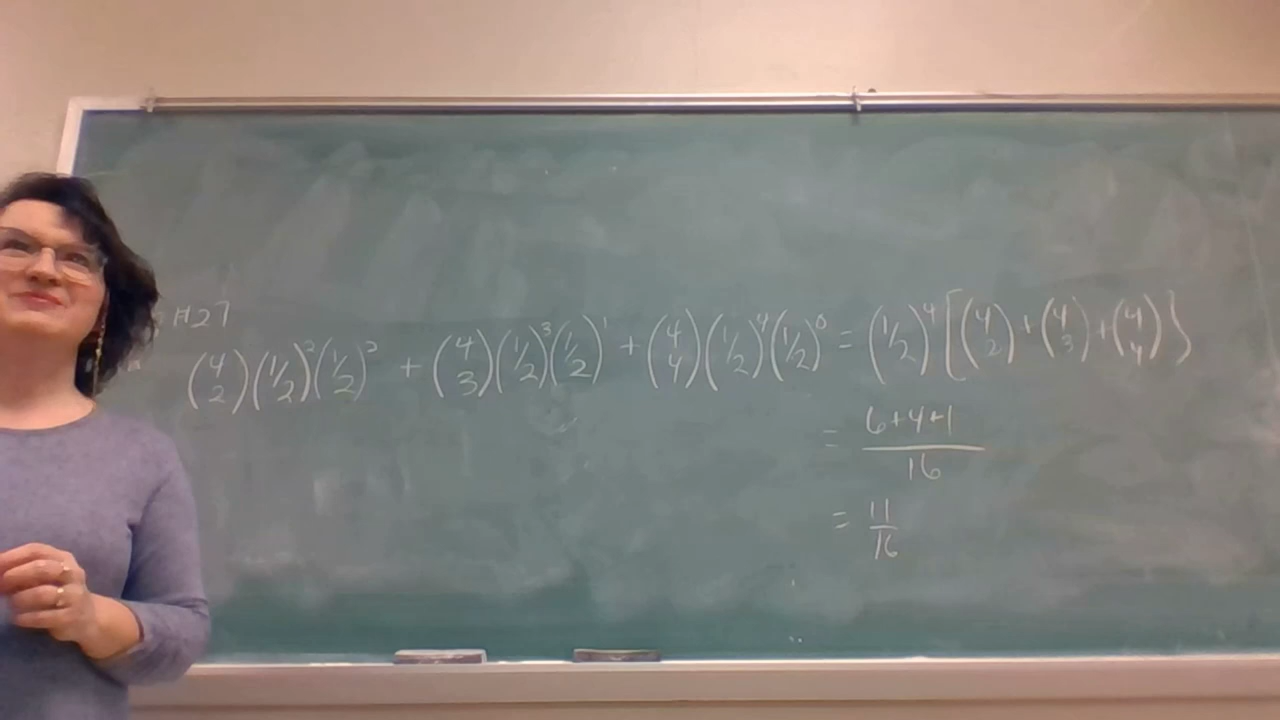 #27
(4 2)(1/2)²(1/2)² + (4 3)(1/2)³(1/2)¹ + (4 4)(1/2)⁴(1/2)⁰ = (1/2)⁴[(4 2)+(4 3)+(4 4)}
= 6+4+1 / 16
= 11/16